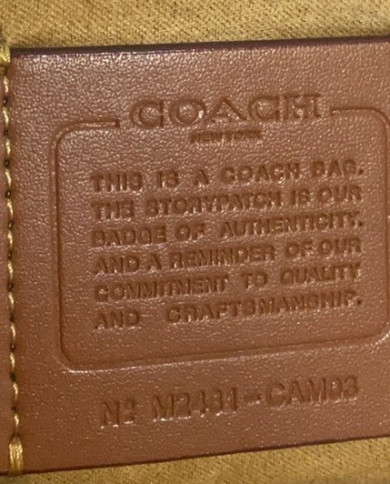 COACH
NEW YORK
THIS IS A COACH BAG.
THE STORYPATCH IS OUR
BADGE OF AUTHENTICITY,
AND A REMINDER OF OUR
COMMITMENT TO QUALITY
AND CRAFTSMANSHIP.
Nº M2481-CAM03